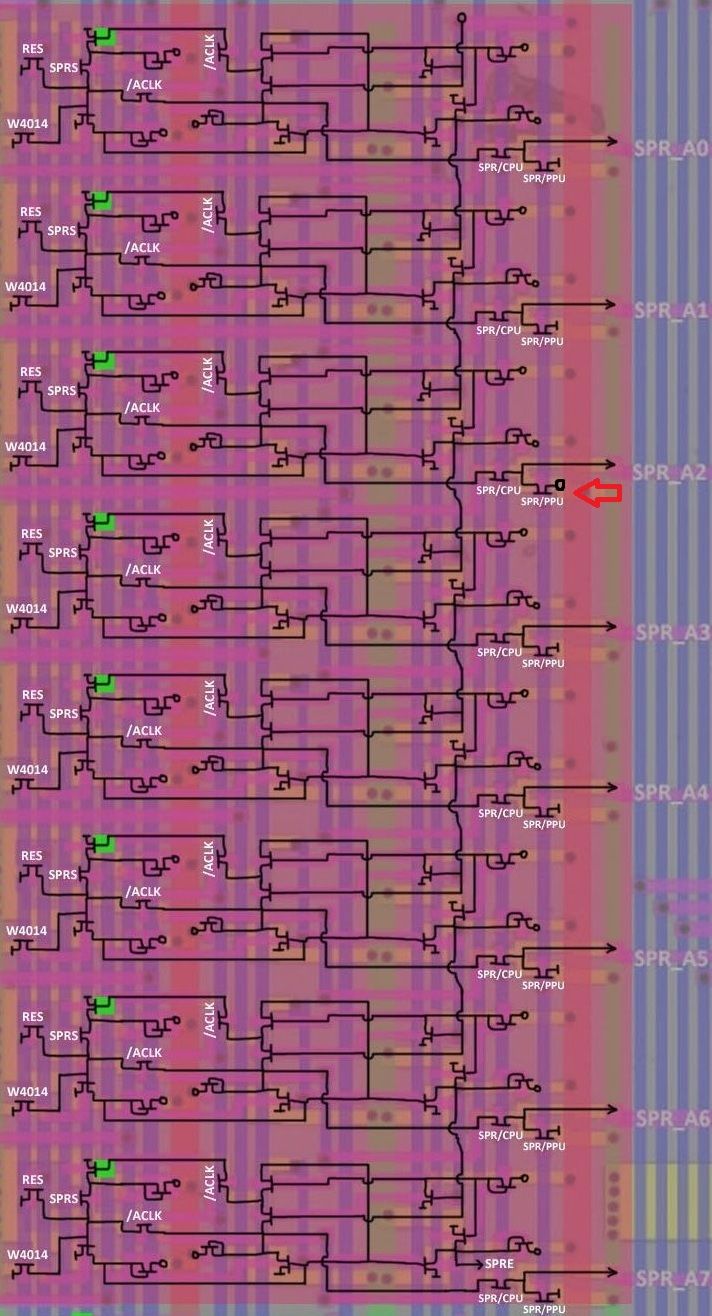 RES
SPRS
/ACLK
/ACLK
W4014
SPR/CPU
SPR/PPU
SPR_A0
RES
SPRS
/ACLK
/ACLK
W4014
SPR/CPU
SPR/PPU
SPR_A1
RES
SPRS
/ACLK
/ACLK
W4014
SPR/CPU
SPR/PPU
SPR_A2
RES
SPRS
/ACLK
/ACLK
W4014
SPR/CPU
SPR/PPU
SPR_A3
RES
SPRS
/ACLK
/ACLK
W4014
SPR/CPU
SPR/PPU
SPR_A4
RES
SPRS
/ACLK
/ACLK
W4014
SPR/CPU
SPR/PPU
SPR_A5
RES
SPRS
/ACLK
/ACLK
W4014
SPR/CPU
SPR/PPU
SPR_A6
RES
SPRS
/ACLK
/ACLK
W4014
SPRE
SPR/CPU
SPR/PPU
SPR_A7